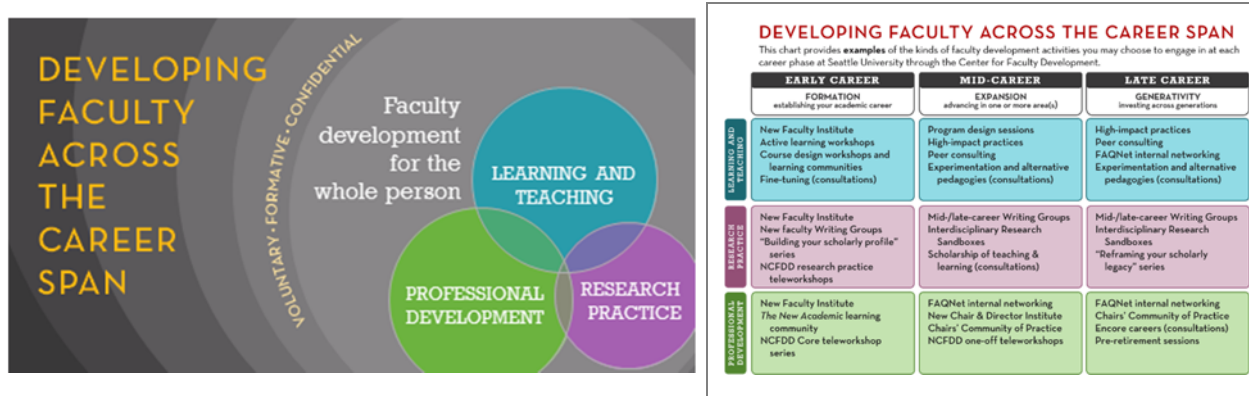 DEVELOPING
FACULTY
ACROSS
THE
CAREER
SPAN
VOLUNTARY · FORMATIVE · CONFIDENTIAL
Faculty
development
for the
whole person
LEARNING AND
TEACHING
PROFESSIONAL
DEVELOPMENT
RESEARCH
PRACTICE
DEVELOPING FACULTY ACROSS THE CAREER SPAN
This chart provides examples of the kinds of faculty development activities you may choose to engage in at each
career phase at Seattle University through the Center for Faculty Development.
EARLY CAREER
MID-CAREER
LATE CAREER
FORMATION
establishing your academic career
EXPANSION
advancing in one or more area(s)
GENERATIVITY
investing across generations
LEARNING AND
TEACHING
New Faculty Institute
Active learning workshops
Course design workshops and
learning communities
Fine-tuning (consultations)
Program design sessions
High-impact practices
Peer consulting
Experimentation and alternative
pedagogies (consultations)
High-impact practices
Peer consulting
FAQNet internal networking
Experimentation and alternative
pedagogies (consultations)
RESEARCH
PRACTICE
New Faculty Institute
New faculty Writing Groups
"Building your scholarly profile"
series
NCFDD research practice
teleworkshops
Mid-/late-career Writing Groups
Interdisciplinary Research
Sandboxes
Scholarship of teaching &
learning (consultations)
Mid-/late-career Writing Groups
Interdisciplinary Research
Sandboxes
"Reframing your scholarly
legacy" series
PROFESSIONAL
DEVELOPMENT
New Faculty Institute
The New Academic learning
community
NCFDD Core teleworkshop
series
FAQNet internal networking
New Chair & Director Institute
Chairs' Community of Practice
NCFDD one-off teleworkshops
FAQNet internal networking
Chairs' Community of Practice
Encore careers (consultations)
Pre-retirement sessions